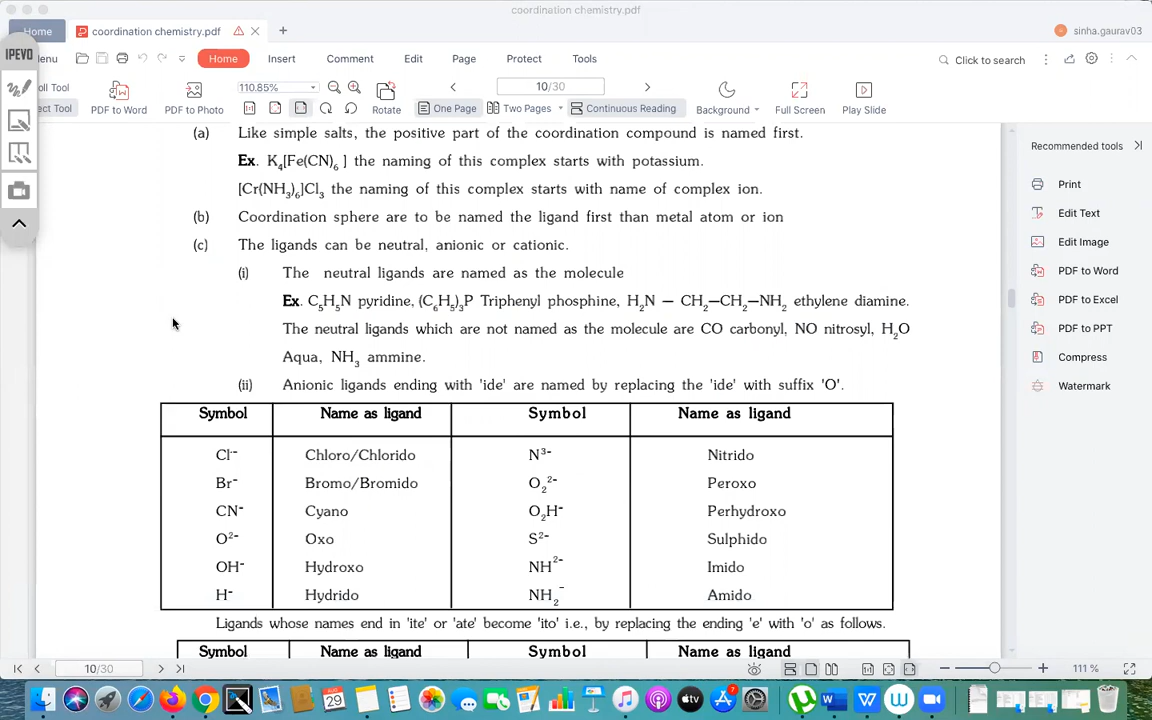 coordination chemistry.pdf
Home coordination chemistry.pdf sinha.gaurav03
IPEVO
lenu Home Insert Comment Page Edit Protect Tools Click to search
oll Tool 110.85% 10/30
ect Tool PDF to Word PDF to Photo Rotate One Page Two Pages Continuous Reading Background Full Screen Play Slide
(a) Like simple salts, the positive part of the coordination compound is named first.
Ex. K₄[Fe(CN)₆ ] the naming of this complex starts with potassium.
[Cr(NH₃)₆]Cl₃ the naming of this complex starts with name of complex ion.
(b) Coordination sphere are to be named the ligand first than metal atom or ion
(c) The ligands can be neutral, anionic or cationic.
(i) The neutral ligands are named as the molecule
Ex. C₅H₅N pyridine, (C₆H₅)₃P Triphenyl phosphine, H₂N – CH₂–CH₂–NH₂ ethylene diamine.
The neutral ligands which are not named as the molecule are CO carbonyl, NO nitrosyl, H₂O
Aqua, NH₃ ammine.
(ii) Anionic ligands ending with 'ide' are named by replacing the 'ide' with suffix 'O'.
Symbol Name as ligand Symbol Name as ligand
Cl⁻ Chloro/Chlorido N³⁻ Nitrido
Br⁻ Bromo/Bromido O₂²⁻ Peroxo
CN⁻ Cyano O₂H⁻ Perhydroxo
O²⁻ Oxo S²⁻ Sulphido
OH⁻ Hydroxo NH²⁻ Imido
H⁻ Hydrido NH₂⁻ Amido
Ligands whose names end in 'ite' or 'ate' become 'ito' i.e., by replacing the ending 'e' with 'o' as follows.
Symbol Name as ligand Symbol Name as ligand
Recommended tools
Print
Edit Text
Edit Image
PDF to Word
PDF to Excel
PDF to PPT
Compress
Watermark
10/30 111 %
AUG
29
tv
7